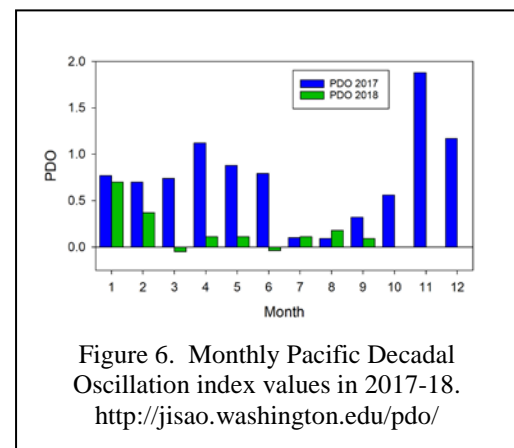 2.0
1.5
1.0
0.5
0.0
PDO
PDO 2017
PDO 2018
1 2 3 4 5 6 7 8 9 10 11 12
Month
Figure 6. Monthly Pacific Decadal
Oscillation index values in 2017-18.
http://jisao.washington.edu/pdo/